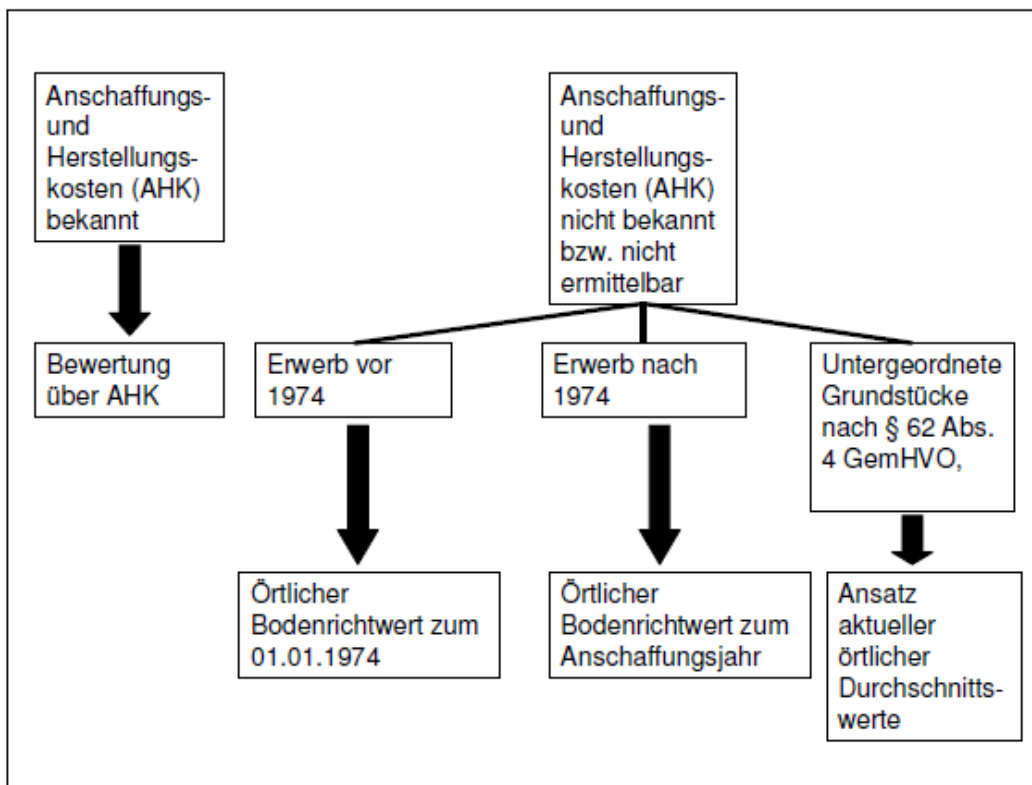 Anschaffungs-
und
Herstellungs-
kosten (AHK)
bekannt
Anschaffungs-
und
Herstellungs-
kosten (AHK)
nicht bekannt
bzw. nicht
ermittelbar
Bewertung
über AHK
Erwerb vor
1974
Erwerb nach
1974
Untergeordnete
Grundstücke
nach § 62 Abs.
4 GemHVO,
Örtlicher
Bodenrichtwert zum
01.01.1974
Örtlicher
Bodenrichtwert zum
Anschaffungsjahr
Ansatz
aktueller
örtlicher
Durchschnitts-
werte